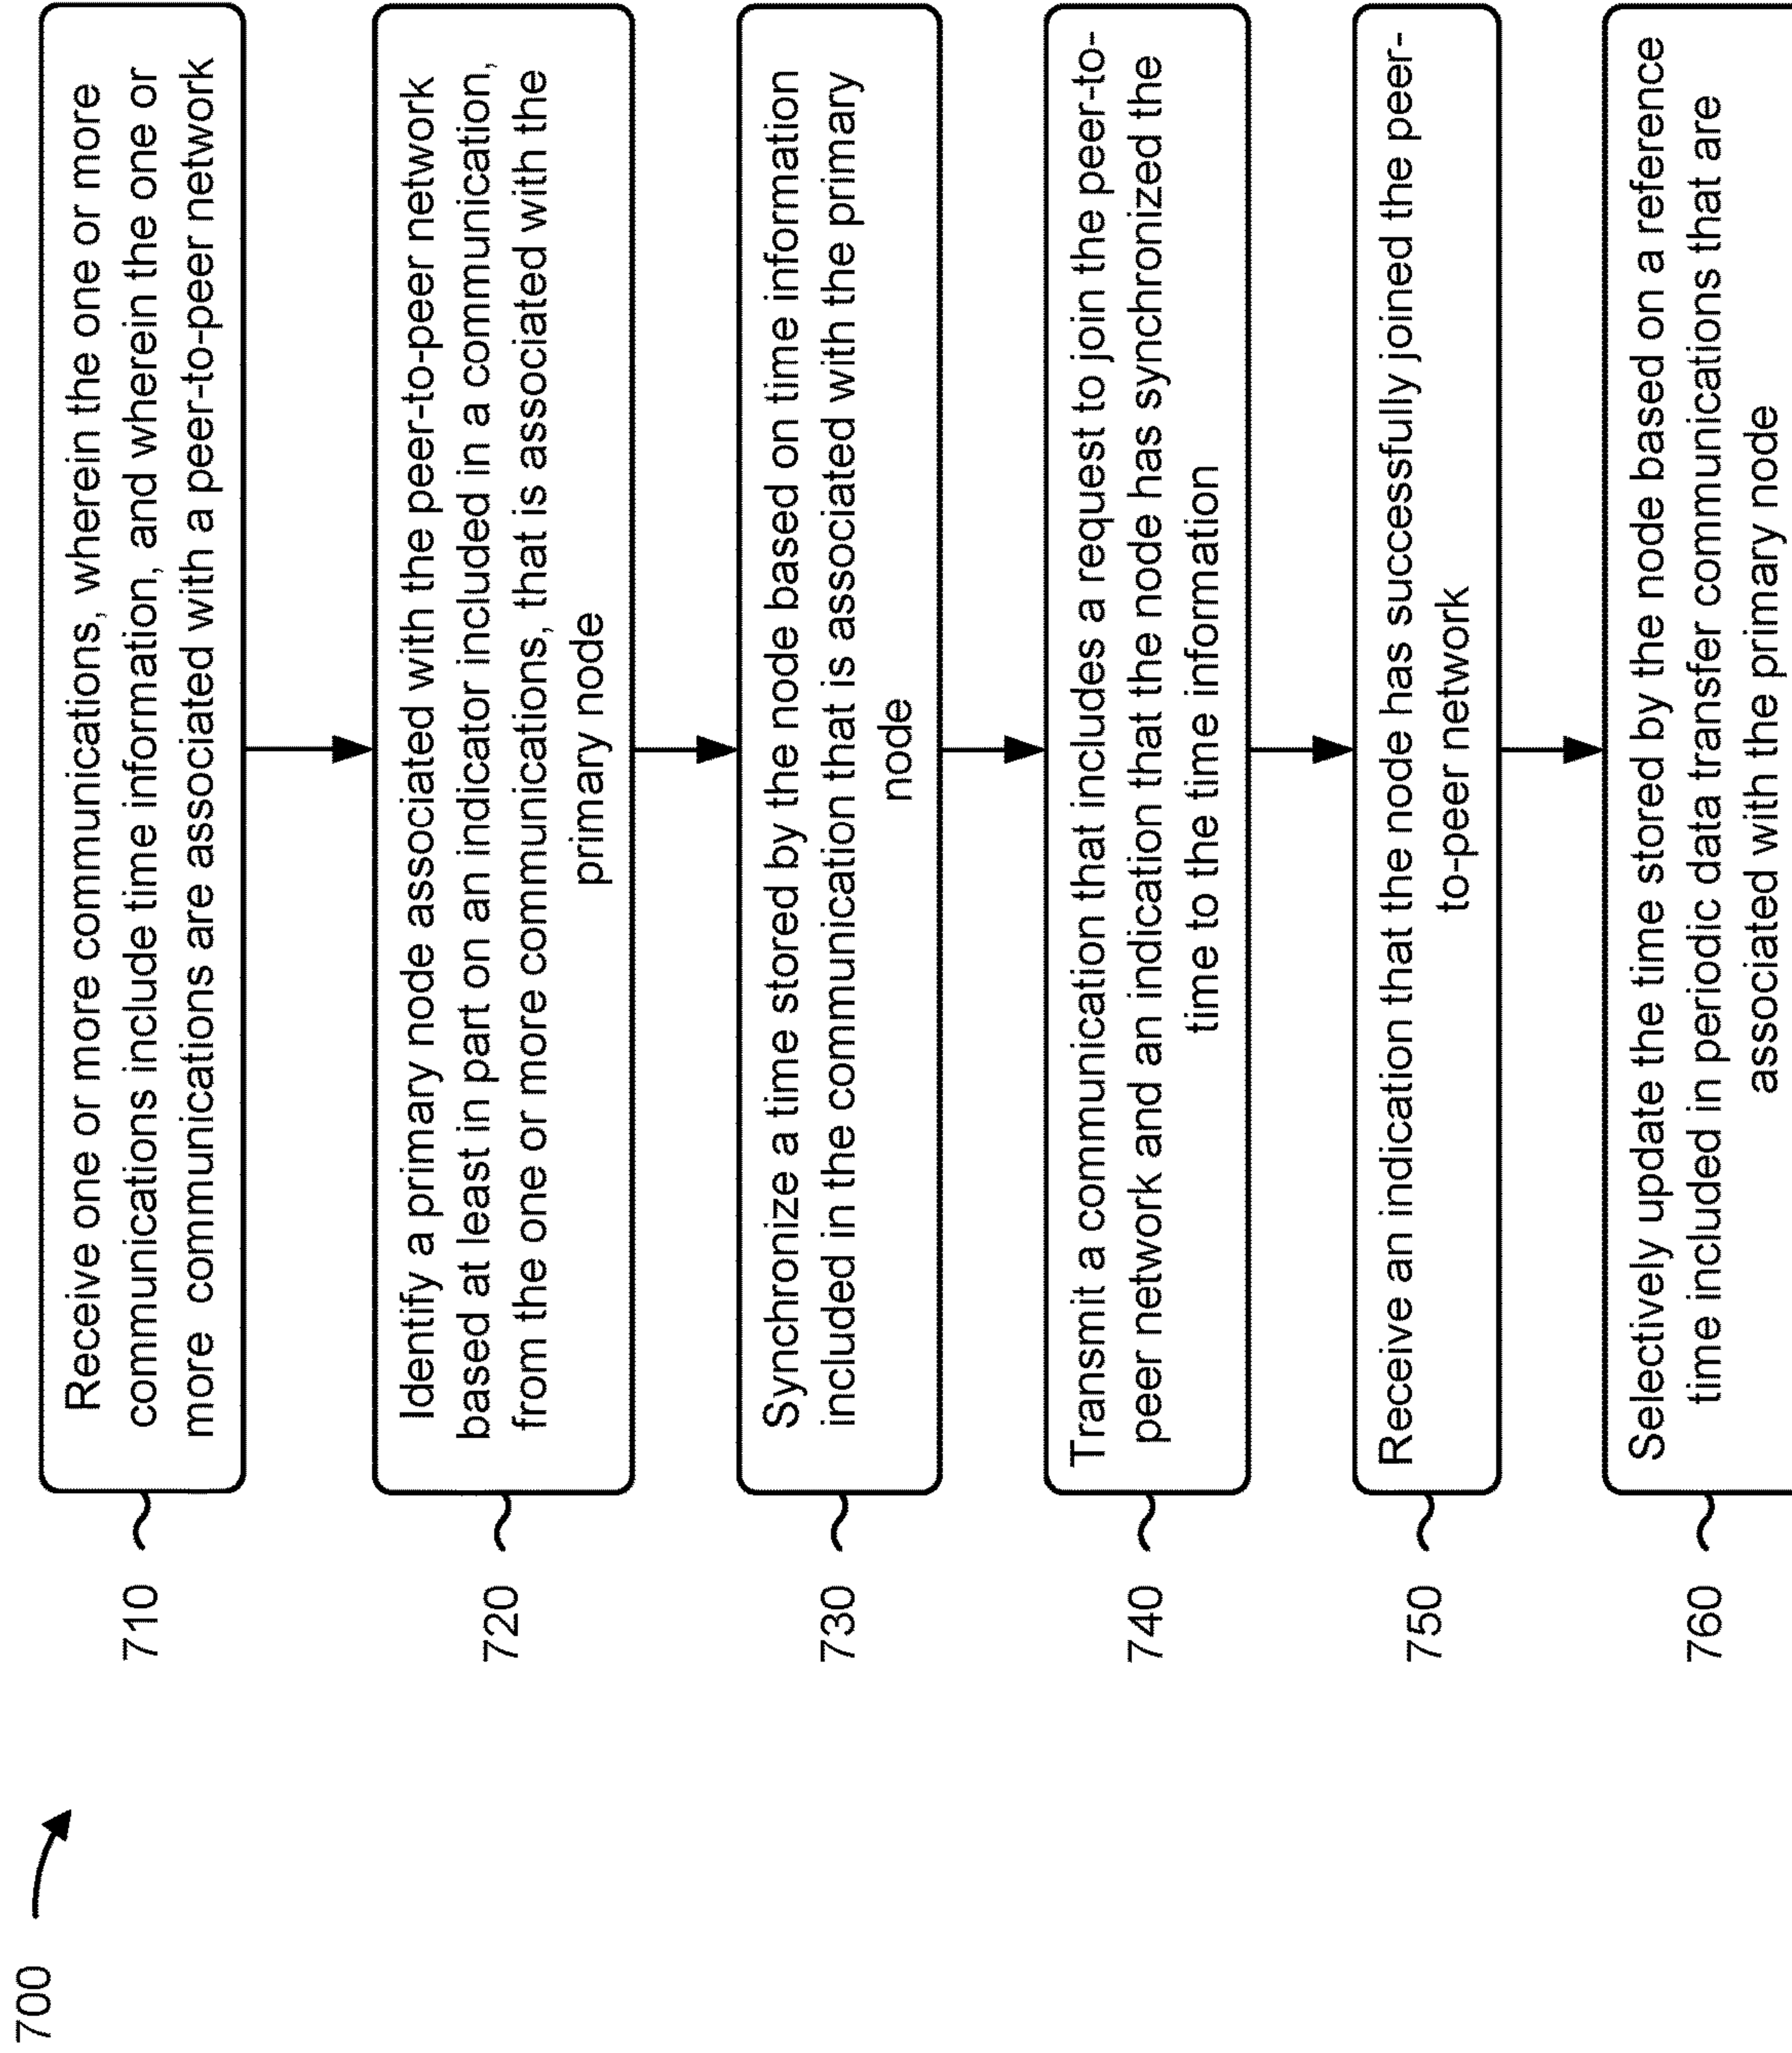 700
710
Receive one or more communications, wherein the one or more
communications include time information, and wherein the one or
more communications are associated with a peer-to-peer network
720
Identify a primary node associated with the peer-to-peer network
based at least in part on an indicator included in a communication,
from the one or more communications, that is associated with the
primary node
730
Synchronize a time stored by the node based on time information
included in the communication that is associated with the primary
node
740
Transmit a communication that includes a request to join the peer-to-
peer network and an indication that the node has synchronized the
time to the time information
750
Receive an indication that the node has successfully joined the peer-
to-peer network
760
Selectively update the time stored by the node based on a reference
time included in periodic data transfer communications that are
associated with the primary node